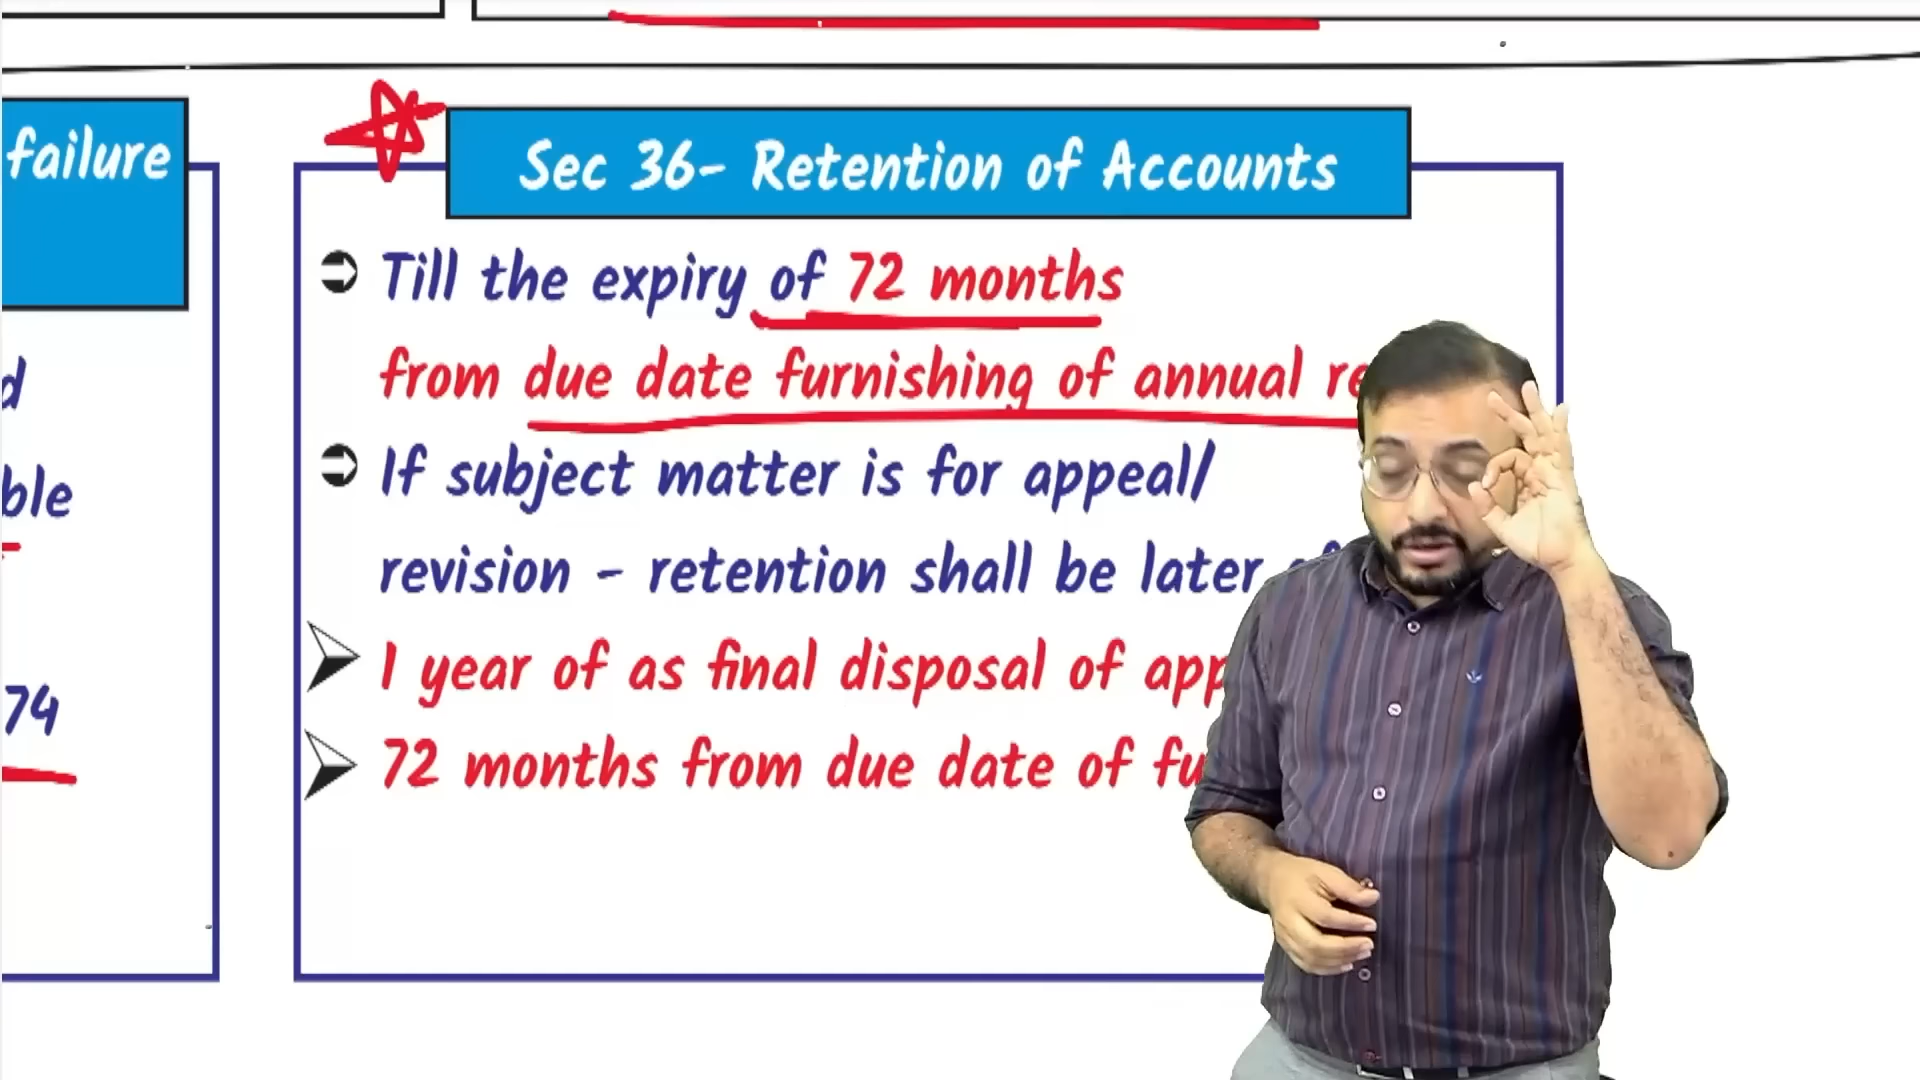 failure
d
ble
74
Sec 36- Retention of Accounts
Till the expiry of 72 months
from due date furnishing of annual re
If subject matter is for appeal/
revision - retention shall be later of
1 year of as final disposal of app
72 months from due date of fu